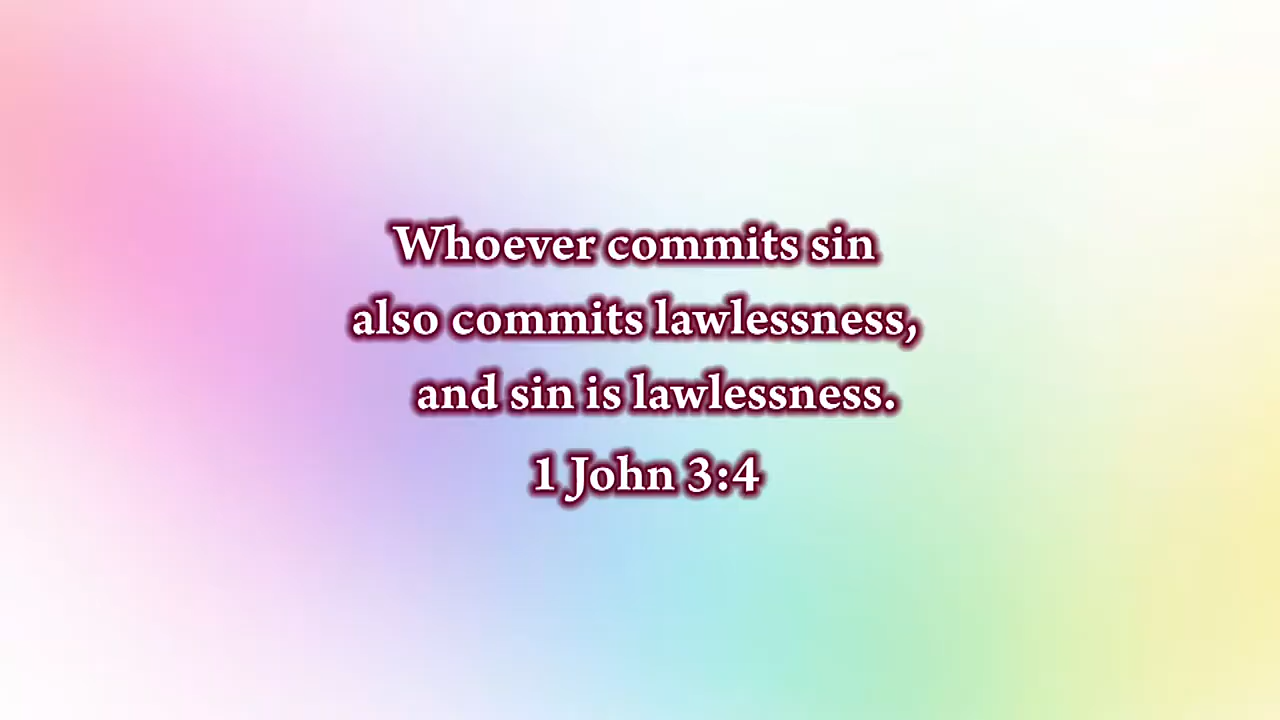 Whoever commits sin
also commits lawlessness,
and sin is lawlessness.
1 John 3:4